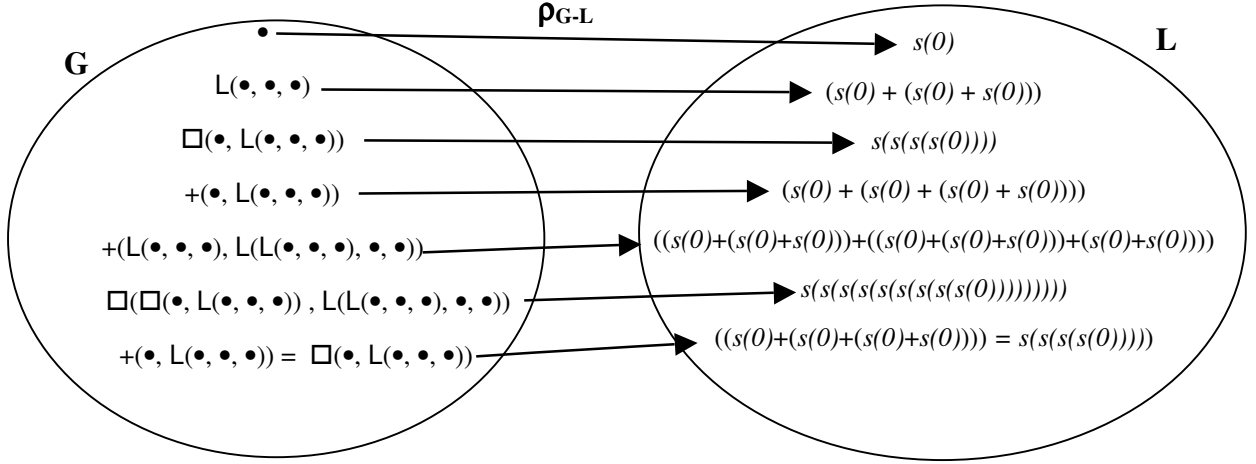 ρG-L
G
L
•
s(0)
L(•, •, •)
(s(0) + (s(0) + s(0)))
□(•, L(•, •, •))
s(s(s(s(0))))
+(•, L(•, •, •))
(s(0) + (s(0) + (s(0) + s(0))))
+(L(•, •, •), L(L(•, •, •), •, •))
((s(0)+(s(0)+s(0)))+((s(0)+(s(0)+s(0)))+(s(0)+s(0))))
□(□(•, L(•, •, •)) , L(L(•, •, •), •, •))
s(s(s(s(s(s(s(s(s(0)))))))))
+(•, L(•, •, •)) = □(•, L(•, •, •))
((s(0)+(s(0)+(s(0)+s(0)))) = s(s(s(s(0)))))